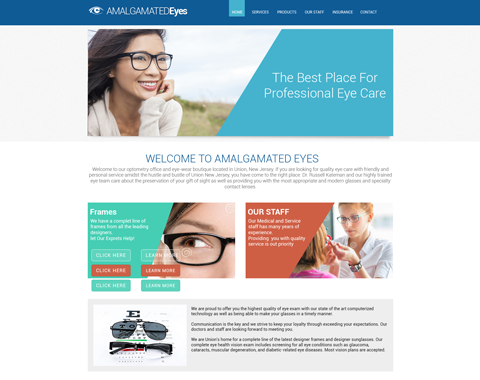 AMALGAMATEDEyes
HOME SERVICES PRODUCTS OUR STAFF INSURANCE CONTACT
The Best Place For
Professional Eye Care
WELCOME TO AMALGAMATED EYES
Welcome to our optometry office and eye-wear boutique located in Union, New Jersey. If you are looking for quality eye care with friendly and
personal service amidst the hustle and bustle of Union New Jersey, you have come to the right place. Dr. Russell Kalterman and our highly trained
eye team care about the preservation of your gift of sight as well as providing you with the most appropriate and modern glasses and specialty
contact lenses.
Frames
We have a complet line of
frames from all the leading
designers.
let Our Experts Help!
CLICK HERE LEARN MORE
CLICK HERE LEARN MORE
CLICK HERE LEARN MORE
OUR STAFF
Our Medical and Service
staff has many years of
experience.
Providing you with quality
service is out priority
We are proud to offer you the highest quality of eye exam with our state of the art computerized
technology as well as being able to make your glasses in a timely manner.
Communication is the key and we strive to keep your loyalty through exceeding your expectations. Our
doctors and staff are looking forward to meeting you.
We are Union's home for a complete line of the latest designer frames and designer sunglasses. Our
complete eye health vision exam includes screening for all eye conditions such as glaucoma,
cataracts, muscular degeneration, and diabetic- related eye diseases. Most vision plans are accepted.